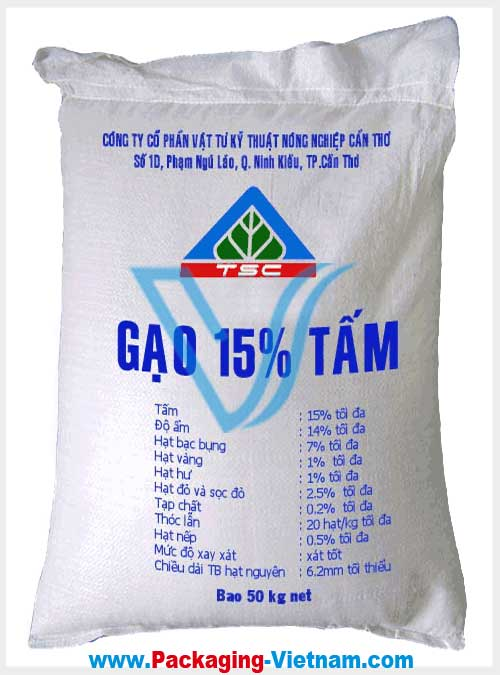 CÔNG TY CỔ PHẦN VẬT TƯ KỸ THUẬT NÔNG NGHIỆP CẦN THƠ
Số 1D, Phạm Ngũ Lão, Q. Ninh Kiều, TP.Cần Thơ
TSC
GẠO 15% TẤM
Tấm : 15% tối đa
Độ ẩm : 14% tối đa
Hạt bạc bụng : 7% tối đa
Hạt vàng : 1% tối đa
Hạt hư : 1% tối đa
Hạt đỏ và sọc đỏ : 2.5% tối đa
Tạp chất : 0.2% tối đa
Thóc lẫn : 20 hạt/kg tối đa
Hạt nếp : 0.5% tối đa
Mức độ xay xát : xát tốt
Chiều dài TB hạt nguyên : 6.2mm tối thiểu
Bao 50 kg net
www.Packaging-Vietnam.com